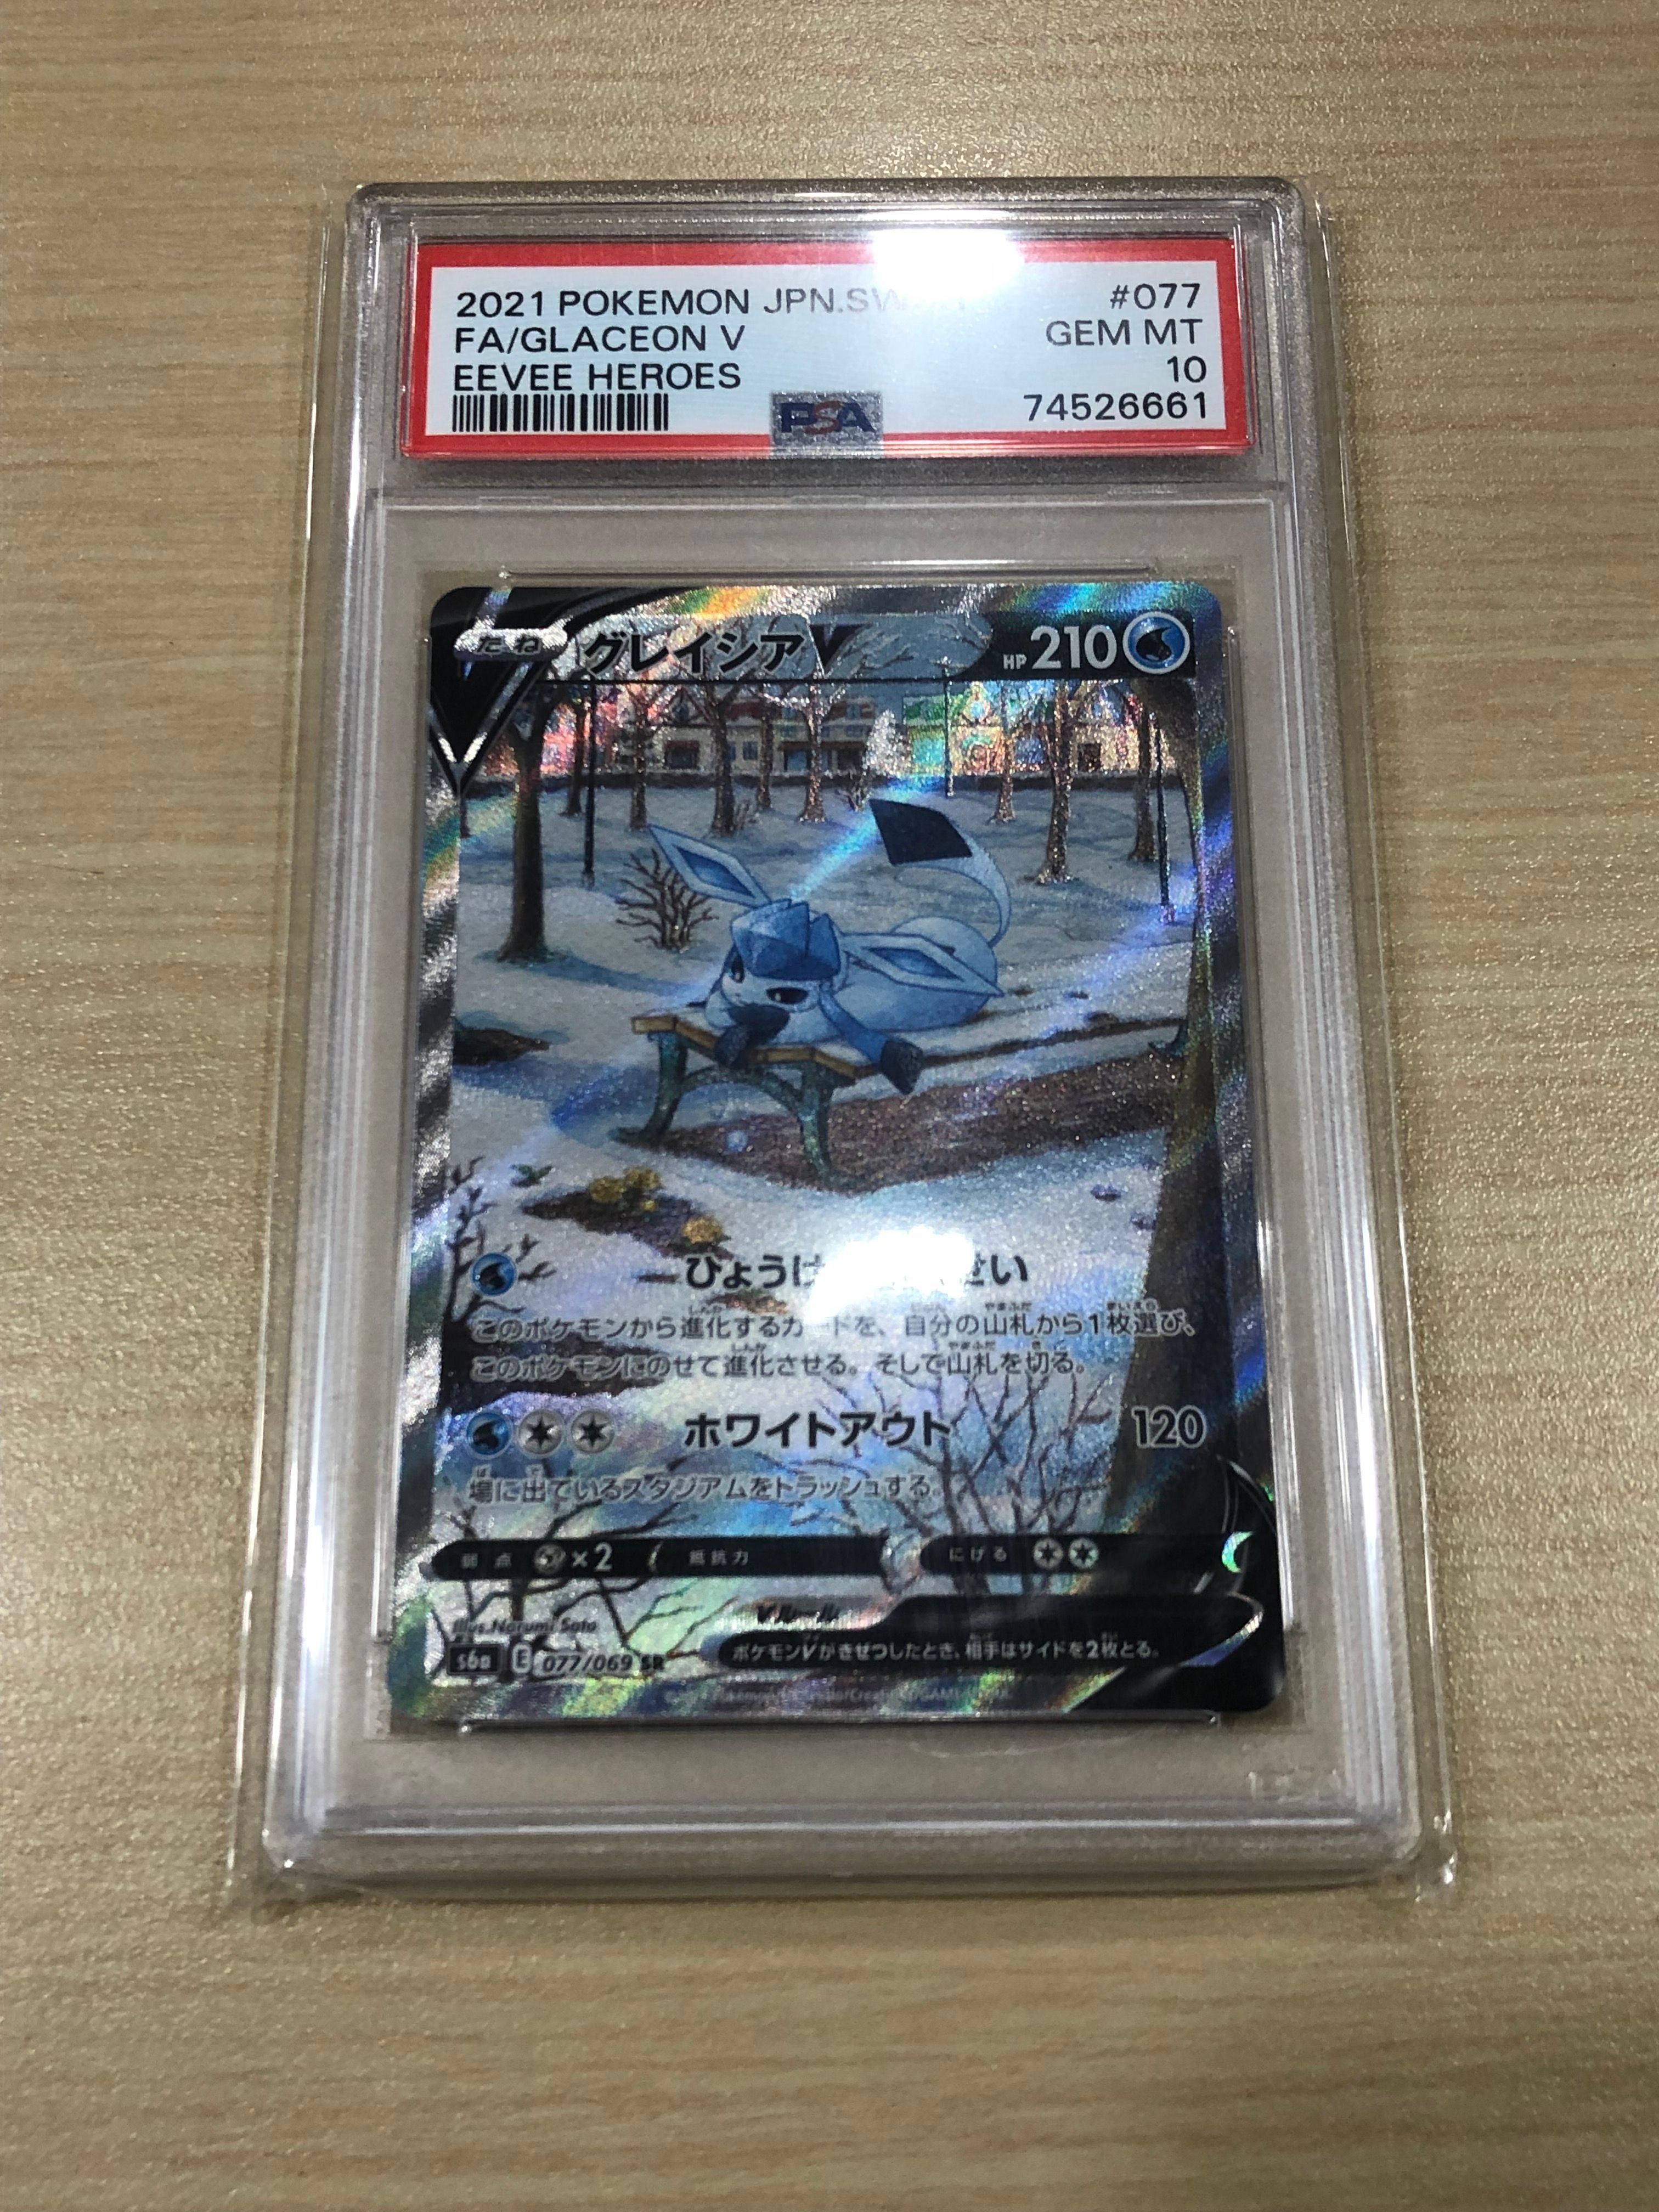 2021 POKEMON JPN.SW
#077
FA/GLACEON V
GEM MT
EEVEE HEROES
10
PSA
74526661
たね
グレイシアV
HP 210
ひょうけ せい
このポケモンから進化するカードを、自分の山札から1枚選び、
このポケモンにのせて進化させる。そして山札を切る。
ホワイトアウト 120
場に出ているスタジアムをトラッシュする。
弱点 ×2 抵抗力 にげる
Illus. Narumi Sato
Vルール
S6a E 077/069 SR
ポケモンVがきぜつしたとき、相手はサイドを2枚とる。